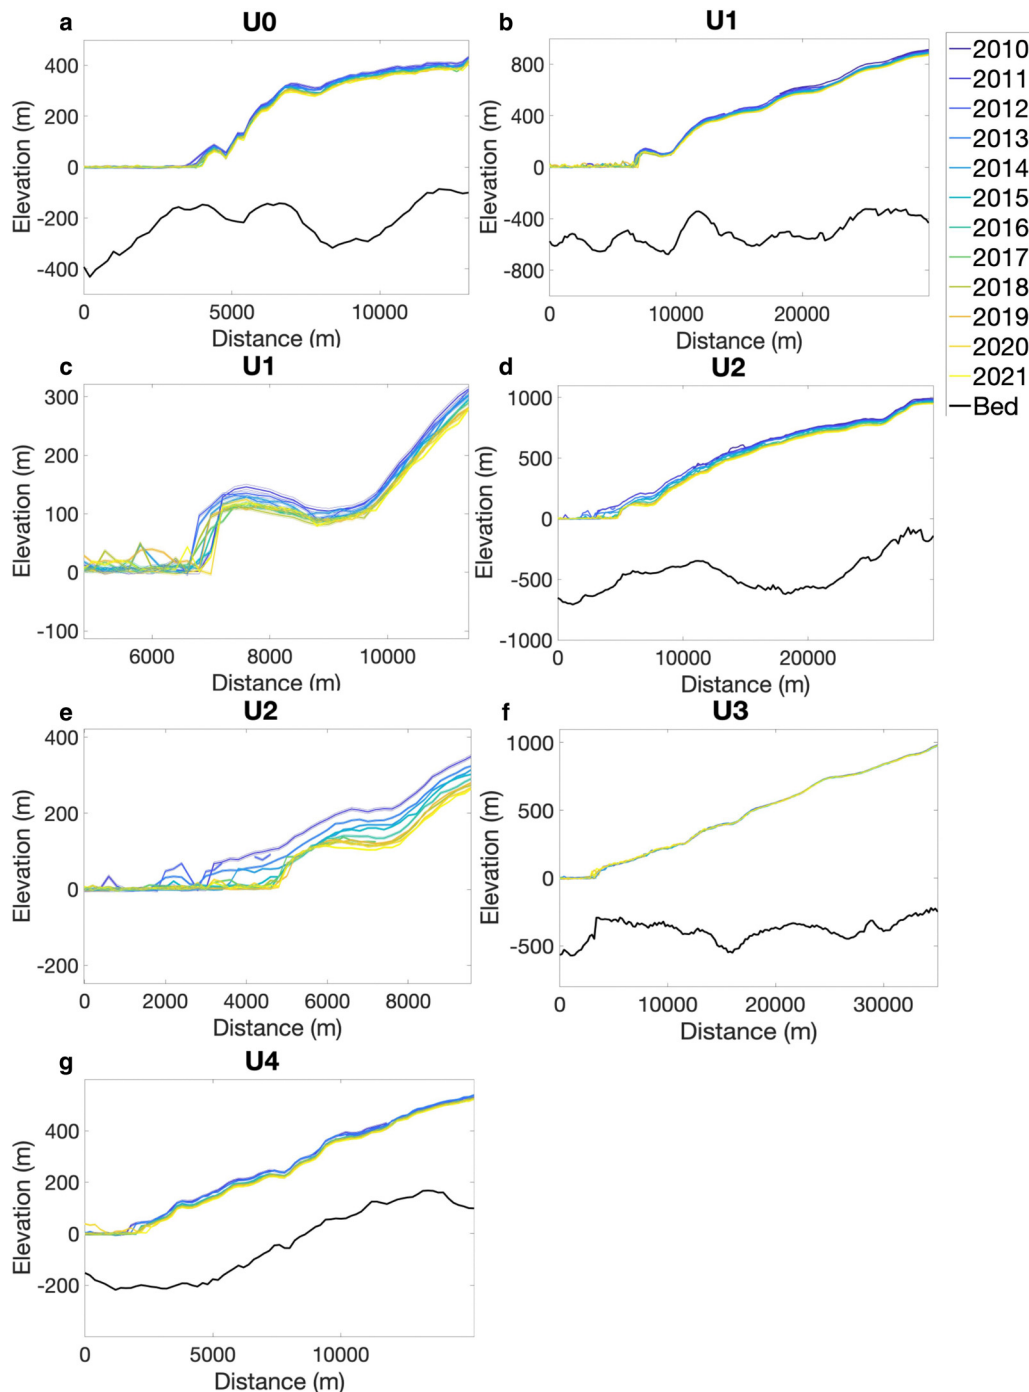 a U0
400
200
0
-200
-400
Elevation (m)
0 5000 10000
Distance (m)
b U1
800
400
0
-400
-800
Elevation (m)
0 10000 20000
Distance (m)
2010
2011
2012
2013
2014
2015
2016
2017
2018
2019
2020
2021
Bed
c U1
300
200
100
0
-100
Elevation (m)
6000 8000 10000
Distance (m)
d U2
1000
500
0
-500
-1000
Elevation (m)
0 10000 20000
Distance (m)
e U2
400
200
0
-200
Elevation (m)
0 2000 4000 6000 8000
Distance (m)
f U3
1000
500
0
-500
Elevation (m)
0 10000 20000 30000
Distance (m)
g U4
400
200
0
-200
Elevation (m)
0 5000 10000
Distance (m)